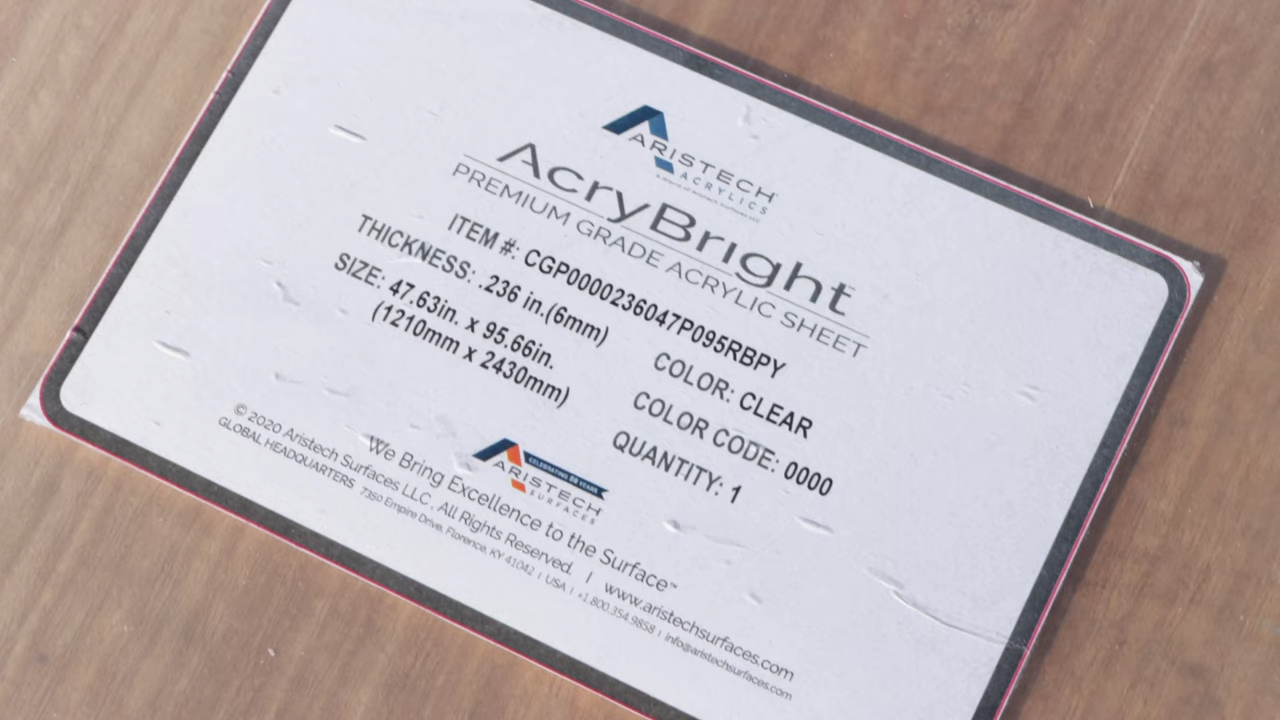 ARISTECH
ACRYLICS
AcryBright
PREMIUM GRADE ACRYLIC SHEET
ITEM #: CGP0000236047P095RBPY
THICKNESS: .236 in.(6mm)
COLOR: CLEAR
SIZE: 47.63in. x 95.66in.
(1210mm x 2430mm)
COLOR CODE: 0000
QUANTITY: 1
CELEBRATING YEARS
ARISTECH
SURFACES
We Bring Excellence to the Surface™
© 2020 Aristech Surfaces LLC, All Rights Reserved. | www.aristechsurfaces.com
GLOBAL HEADQUARTERS 7350 Empire Drive, Florence, KY 41042 | USA | +1.800.354.9858 | info@aristechsurfaces.com